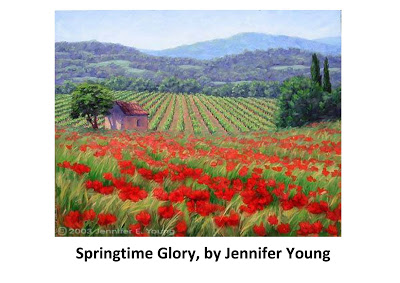 © 2003 Jennifer E. Young
Springtime Glory, by Jennifer Young